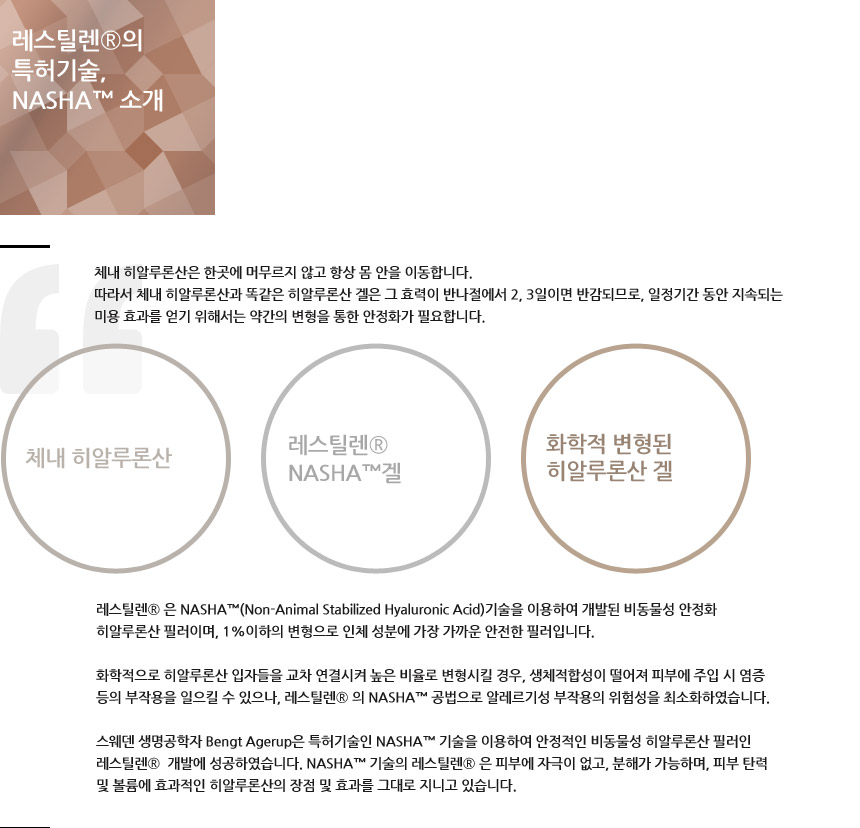 레스틸렌®의
특허기술,
NASHA™ 소개
체내 히알루론산은 한곳에 머무르지 않고 항상 몸 안을 이동합니다.
따라서 체내 히알루론산과 똑같은 히알루론산 겔은 그 효력이 반나절에서 2, 3일이면 반감되므로, 일정기간 동안 지속되는
미용 효과를 얻기 위해서는 약간의 변형을 통한 안정화가 필요합니다.
체내 히알루론산
레스틸렌®
NASHA™겔
화학적 변형된
히알루론산 겔
레스틸렌® 은 NASHA™(Non-Animal Stabilized Hyaluronic Acid)기술을 이용하여 개발된 비동물성 안정화
히알루론산 필러이며, 1%이하의 변형으로 인체 성분에 가장 가까운 안전한 필러입니다.
화학적으로 히알루론산 입자들을 교차 연결시켜 높은 비율로 변형시킬 경우, 생체적합성이 떨어져 피부에 주입 시 염증
등의 부작용을 일으킬 수 있으나, 레스틸렌® 의 NASHA™ 공법으로 알레르기성 부작용의 위험성을 최소화하였습니다.
스웨덴 생명공학자 Bengt Agerup은 특허기술인 NASHA™ 기술을 이용하여 안정적인 비동물성 히알루론산 필러인
레스틸렌® 개발에 성공하였습니다. NASHA™ 기술의 레스틸렌® 은 피부에 자극이 없고, 분해가 가능하며, 피부 탄력
및 볼륨에 효과적인 히알루론산의 장점 및 효과를 그대로 지니고 있습니다.